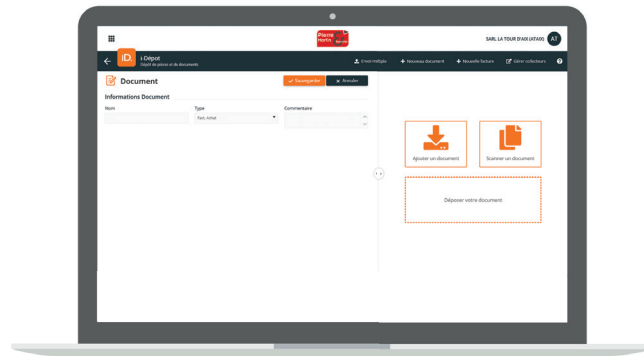 Pierre
Martin
SARL LA TOUR D'AIX (ATAIX)
AT
iD.
i-Dépot
Dépôt de pièces et de documents
Envoi multiple
Nouveau document
Nouvelle facture
Gérer collecteurs
?
Document
Sauvegarder
Annuler
Informations Document
Nom
Type
Commentaire
Fact. Achat
Ajouter un document
Scanner un document
Déposer votre document